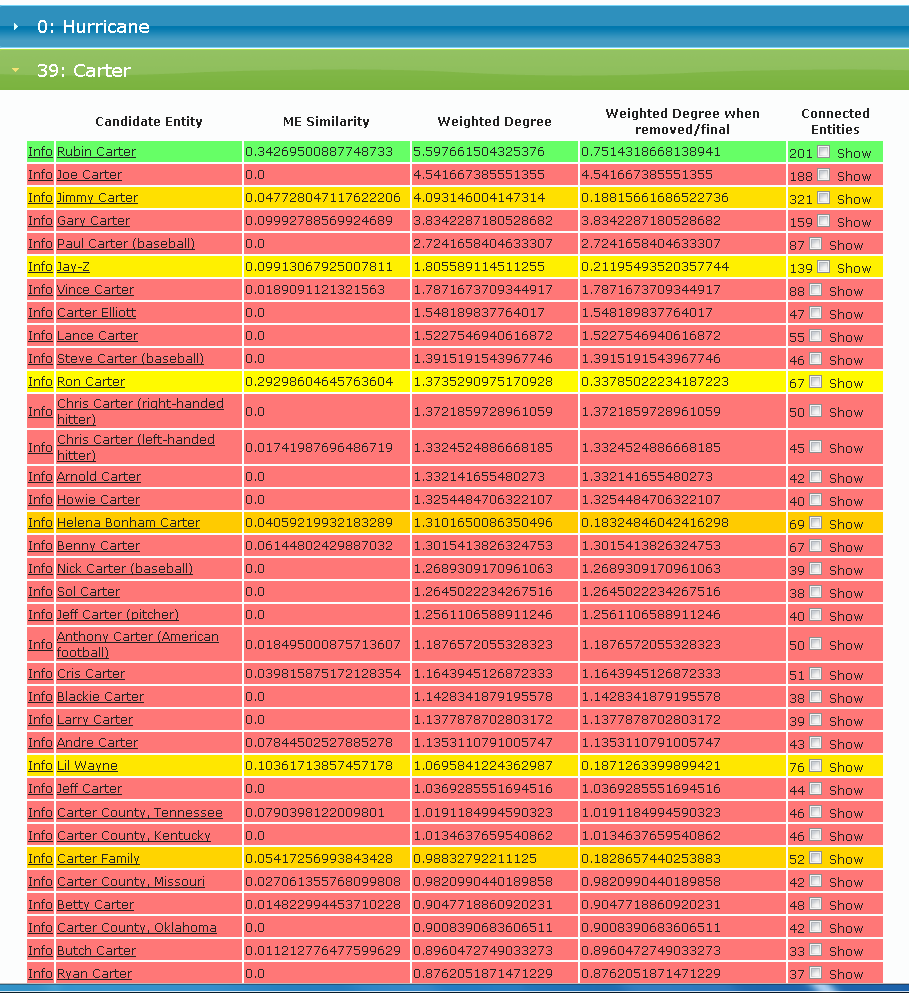 0: Hurricane
39: Carter
Candidate Entity ME Similarity Weighted Degree Weighted Degree when removed/final Connected Entities
Info Rubin Carter 0.34269500887748733 5.597661504325376 0.7514318668138941 201 Show
Info Joe Carter 0.0 4.541667385551355 4.541667385551355 188 Show
Info Jimmy Carter 0.047728047117622206 4.093146004147314 0.18815661686522736 321 Show
Info Gary Carter 0.09992788569924689 3.8342287180528682 3.8342287180528682 159 Show
Info Paul Carter (baseball) 0.0 2.7241658404633307 2.7241658404633307 87 Show
Info Jay-Z 0.09913067925007811 1.805589114511255 0.21195493520357744 139 Show
Info Vince Carter 0.0189091121321563 1.7871673709344917 1.7871673709344917 88 Show
Info Carter Elliott 0.0 1.548189837764017 1.548189837764017 47 Show
Info Lance Carter 0.0 1.5227546940616872 1.5227546940616872 55 Show
Info Steve Carter (baseball) 0.0 1.3915191543967746 1.3915191543967746 46 Show
Info Ron Carter 0.29298604645763604 1.3735290975170928 0.33785022234187223 67 Show
Info Chris Carter (right-handed hitter) 0.0 1.3721859728961059 1.3721859728961059 50 Show
Info Chris Carter (left-handed hitter) 0.01741987696486719 1.3324524886668185 1.3324524886668185 45 Show
Info Arnold Carter 0.0 1.332141655480273 1.332141655480273 42 Show
Info Howie Carter 0.0 1.3254484706322107 1.3254484706322107 40 Show
Info Helena Bonham Carter 0.04059219932183289 1.3101650086350496 0.18324846042416298 69 Show
Info Benny Carter 0.06144802429887032 1.3015413826324753 1.3015413826324753 67 Show
Info Nick Carter (baseball) 0.0 1.2689309170961063 1.2689309170961063 39 Show
Info Sol Carter 0.0 1.2645022234267516 1.2645022234267516 38 Show
Info Jeff Carter (pitcher) 0.0 1.2561106588911246 1.2561106588911246 40 Show
Info Anthony Carter (American football) 0.018495000875713607 1.1876572055328323 1.1876572055328323 50 Show
Info Cris Carter 0.039815875172128354 1.1643945126872333 1.1643945126872333 51 Show
Info Blackie Carter 0.0 1.1428341879195578 1.1428341879195578 38 Show
Info Larry Carter 0.0 1.1377878702803172 1.1377878702803172 39 Show
Info Andre Carter 0.07844502527885278 1.1353110791005747 1.1353110791005747 43 Show
Info Lil Wayne 0.10361713857457178 1.0695841224362987 0.1871263399899421 76 Show
Info Jeff Carter 0.0 1.0369285551694516 1.0369285551694516 44 Show
Info Carter County, Tennessee 0.0790398122009801 1.0191184994590323 1.0191184994590323 46 Show
Info Carter County, Kentucky 0.0 1.0134637659540862 1.0134637659540862 46 Show
Info Carter Family 0.05417256993843428 0.98832792211125 0.1828657440253883 52 Show
Info Carter County, Missouri 0.027061355768099808 0.9820990440189858 0.9820990440189858 42 Show
Info Betty Carter 0.014822994453710228 0.9047718860920231 0.9047718860920231 48 Show
Info Carter County, Oklahoma 0.0 0.9008390683606511 0.9008390683606511 42 Show
Info Butch Carter 0.011212776477599629 0.8960472749033273 0.8960472749033273 33 Show
Info Ryan Carter 0.0 0.8762051871471229 0.8762051871471229 37 Show